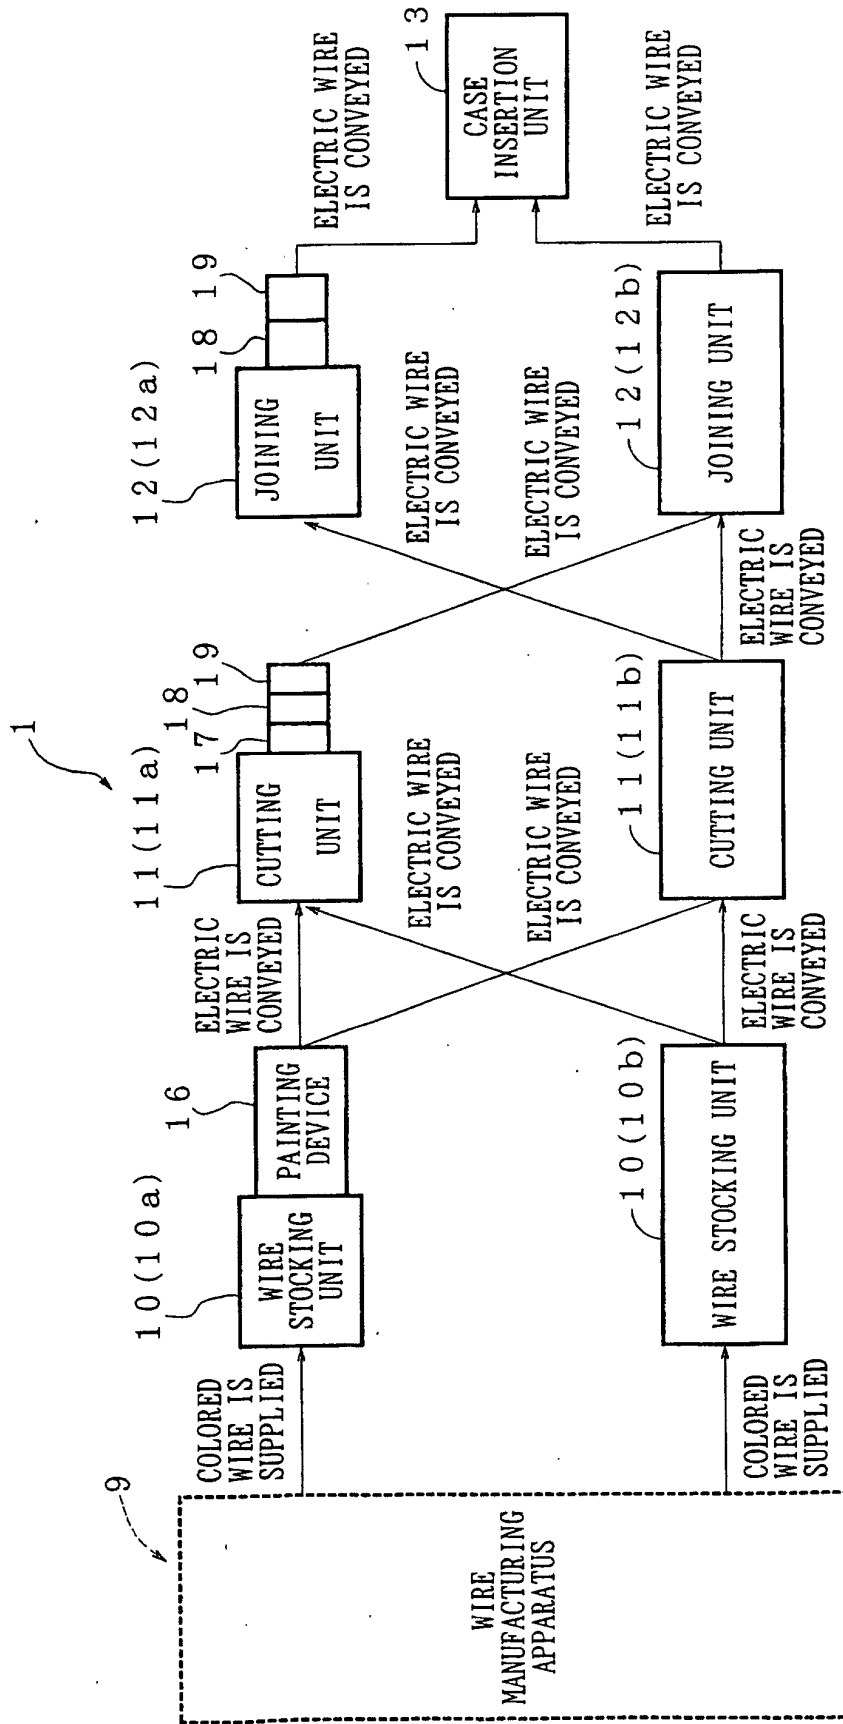 1
9
WIRE
MANUFACTURING
APPARATUS
COLORED
WIRE IS
SUPPLIED
10(10a)
WIRE
STOCKING
UNIT
16
PAINTING
DEVICE
ELECTRIC
WIRE IS
CONVEYED
11(11a)
CUTTING
UNIT
17
18
19
12(12a)
JOINING
UNIT
18
19
ELECTRIC WIRE
IS CONVEYED
13
CASE
INSERTION
UNIT
ELECTRIC WIRE
IS CONVEYED
ELECTRIC WIRE
IS CONVEYED
ELECTRIC WIRE
IS CONVEYED
ELECTRIC WIRE
IS CONVEYED
ELECTRIC WIRE
IS CONVEYED
COLORED
WIRE IS
SUPPLIED
10(10b)
WIRE STOCKING UNIT
ELECTRIC
WIRE IS
CONVEYED
11(11b)
CUTTING UNIT
ELECTRIC
WIRE IS
CONVEYED
12(12b)
JOINING UNIT